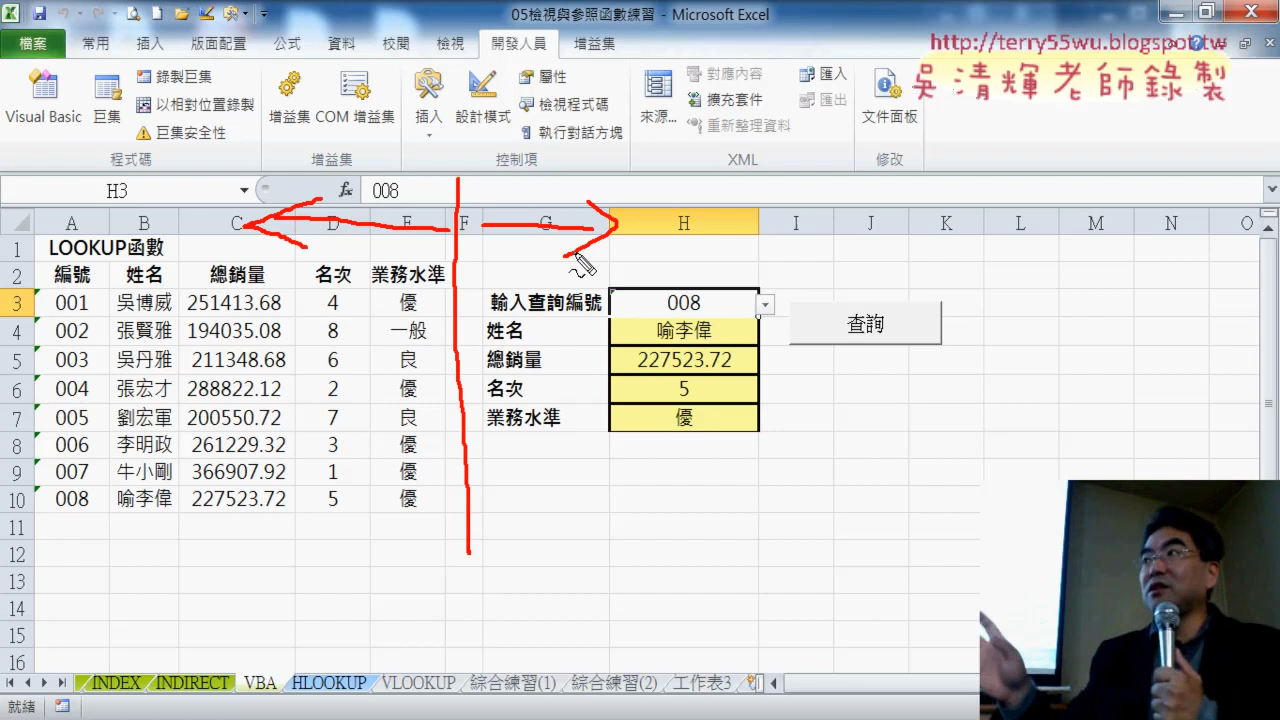 05檢視與參照函數練習 - Microsoft Excel
檔案 常用 插入 版面配置 公式 資料 校閱 檢視 開發人員 增益集
http://terry55wu.blogspot.tw
吳清輝老師錄製
Visual Basic 巨集 錄製巨集 以相對位置錄製 巨集安全性 程式碼
增益集 COM 增益集 增益集
插入 設計模式 屬性 檢視程式碼 執行對話方塊 控制項
來源... 對應內容 擴充套件 重新整理資料 匯入 匯出 XML
文件面板 修改
H3 fx 008
A B C D E F G H I J K L M N O
1 LOOKUP函數
2 編號 姓名 總銷量 名次 業務水準
3 001 吳博威 251413.68 4 優 輸入查詢編號 008
4 002 張賢雅 194035.08 8 一般 姓名 喻李偉
5 003 吳丹雅 211348.68 6 良 總銷量 227523.72
6 004 張宏才 288822.12 2 優 名次 5
7 005 劉宏軍 200550.72 7 良 業務水準 優
8 006 李明政 261229.32 3 優
9 007 牛小剛 366907.92 1 優
10 008 喻李偉 227523.72 5 優
查詢
11
12
13
14
15
16
INDEX INDIRECT VBA HLOOKUP VLOOKUP 綜合練習(1) 綜合練習(2) 工作表3
就緒